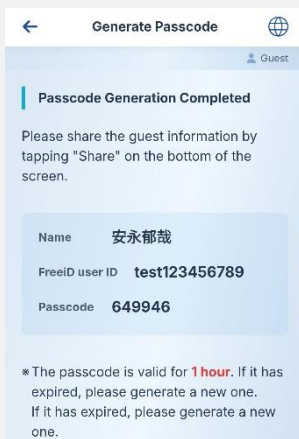 Generate Passcode
Guest
Passcode Generation Completed
Please share the guest information by
tapping "Share" on the bottom of the
screen.
Name 安永郁哉
FreeiD user ID test123456789
Passcode 649946
*The passcode is valid for 1 hour. If it has
expired, please generate a new one.
If it has expired, please generate a new
one.